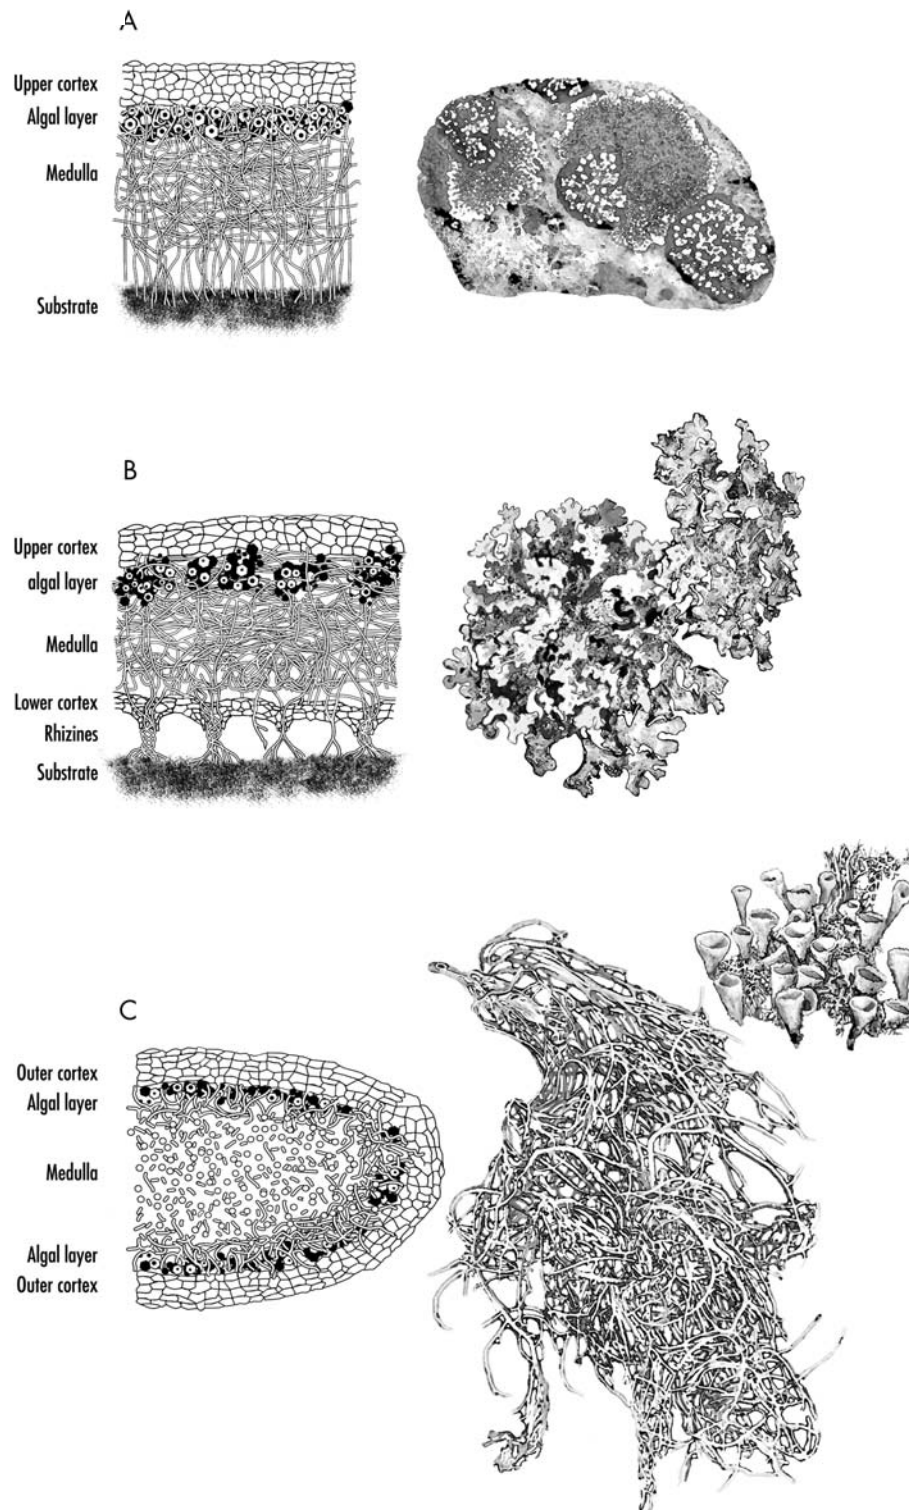 A
Upper cortex
Algal layer
Medulla
Substrate
B
Upper cortex
algal layer
Medulla
Lower cortex
Rhizines
Substrate
C
Outer cortex
Algal layer
Medulla
Algal layer
Outer cortex